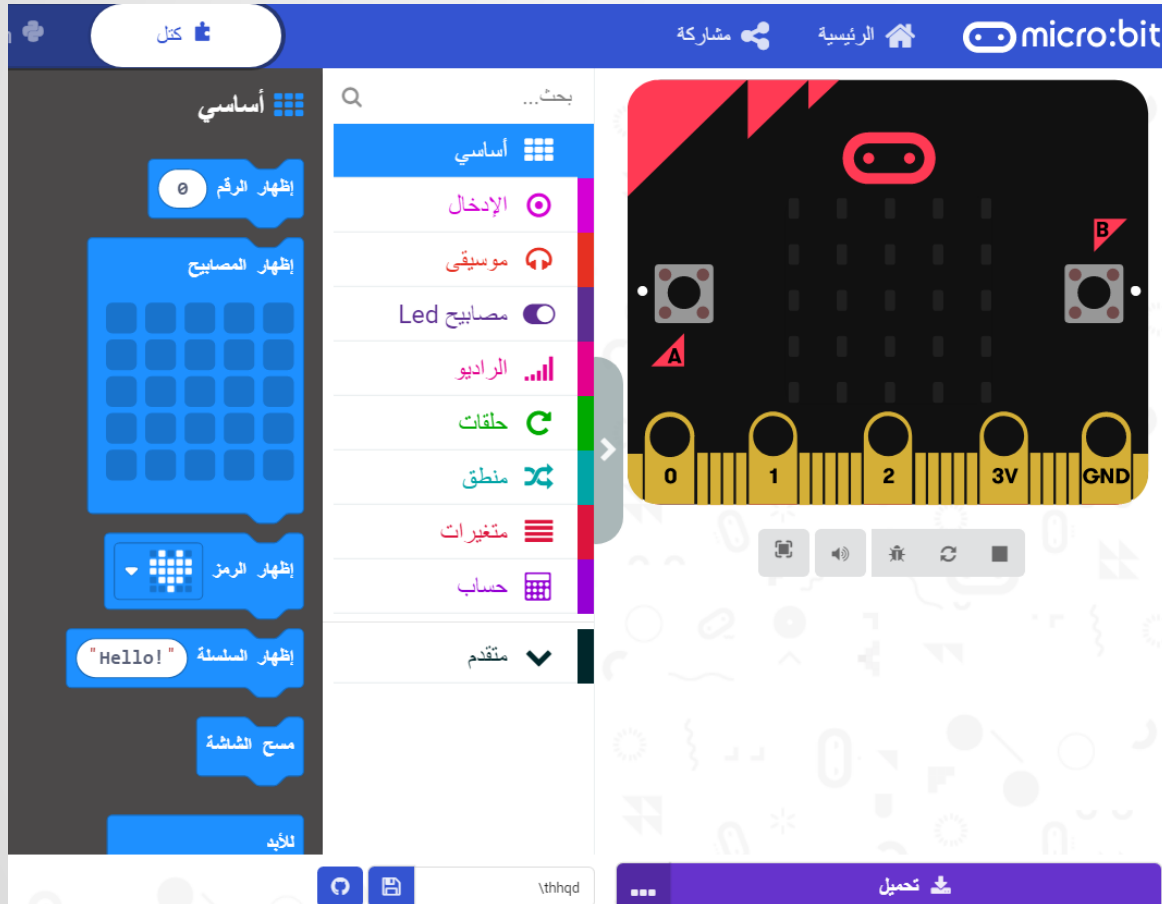 micro:bit
الرئيسية
مشاركة
كتل
بحث...
أساسي
الإدخال
موسيقى
مصابيح Led
الراديو
حلقات
منطق
متغيرات
حساب
متقدم
أساسي
إظهار الرقم 0
إظهار المصابيح
إظهار الرمز
إظهار السلسلة "Hello!"
مسح الشاشة
للأبد
B
A
0 1 2 3V GND
تحميل
...
\thhqd